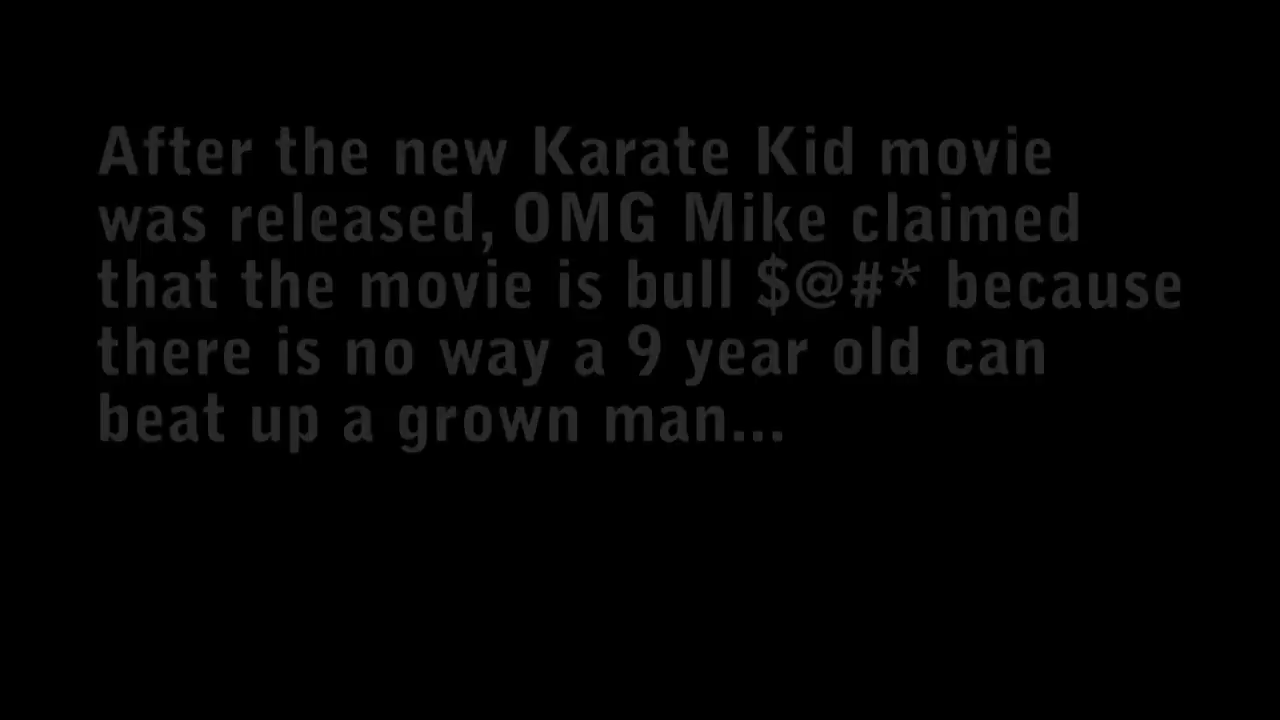 After the new Karate Kid movie
was released, OMG Mike claimed
that the movie is bull $@#* because
there is no way a 9 year old can
beat up a grown man...